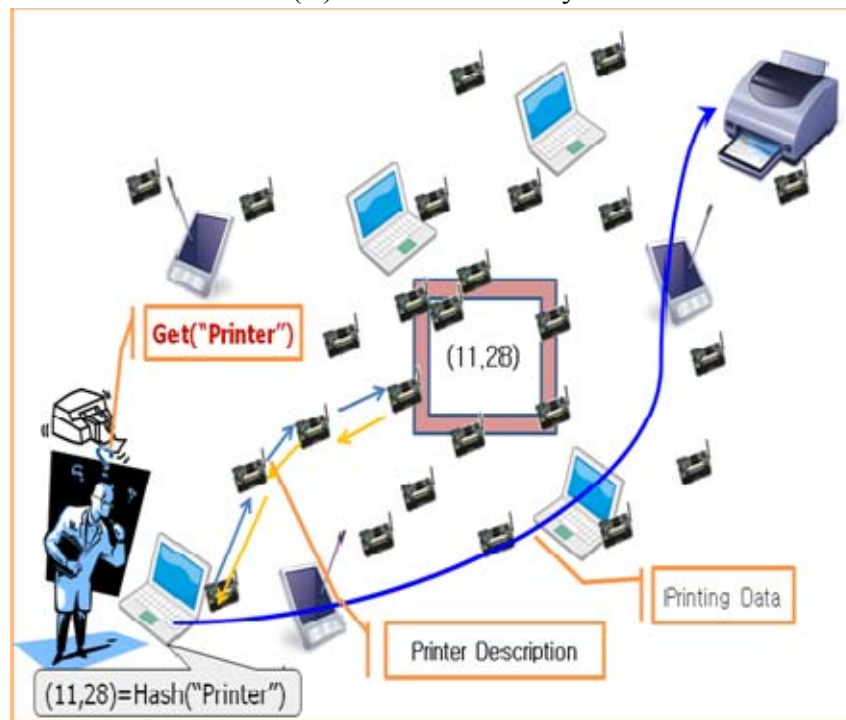 Get("Printer")
(11,28)
Printing Data
Printer Description
(11,28)=Hash("Printer")